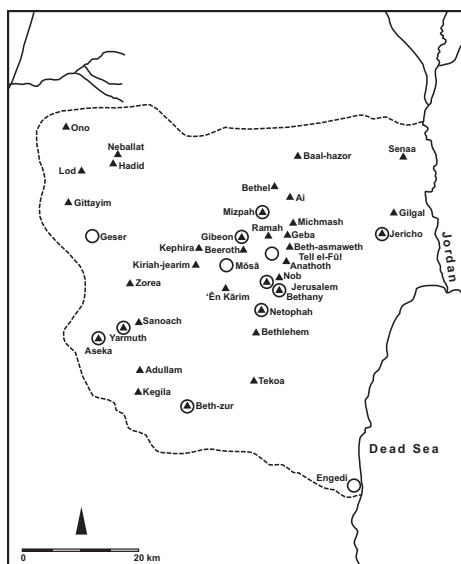 Ono
Neballat
Senaa
Baal-hazor
Hadid
Lod
Bethel
Ai
Gittayim
Mizpah
Gilgal
Michmash
Ramah
Jericho
Geser
Gibeon
Geba
Kephira
Beeroth
Beth-asmaweth
Tell el-Fūl
Kiriah-jearim
Mōsā
Anathoth
Nob
Zorea
Jerusalem
ʿĒn Kārim
Bethany
Netophah
Sanoach
Yarmuth
Bethlehem
Aseka
Adullam
Tekoa
Kegila
Beth-zur
Jordan
Dead Sea
Engedi
0
20 km